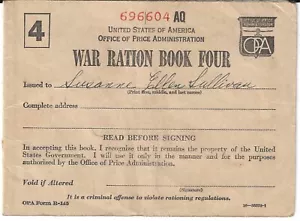 696604 AQ
4
UNITED STATES OF AMERICA
OFFICE OF PRICE ADMINISTRATION
OPA
WAR RATION BOOK FOUR
Issued to Suzanne Ellen Sullivan
(Print first, middle, and last names)
Complete address
READ BEFORE SIGNING
In accepting this book, I recognize that it remains the property of the United
States Government. I will use it only in the manner and for the purposes
authorized by the Office of Price Administration.
Void if Altered
(Signature)
It is a criminal offense to violate rationing regulations.
OPA Form R-145